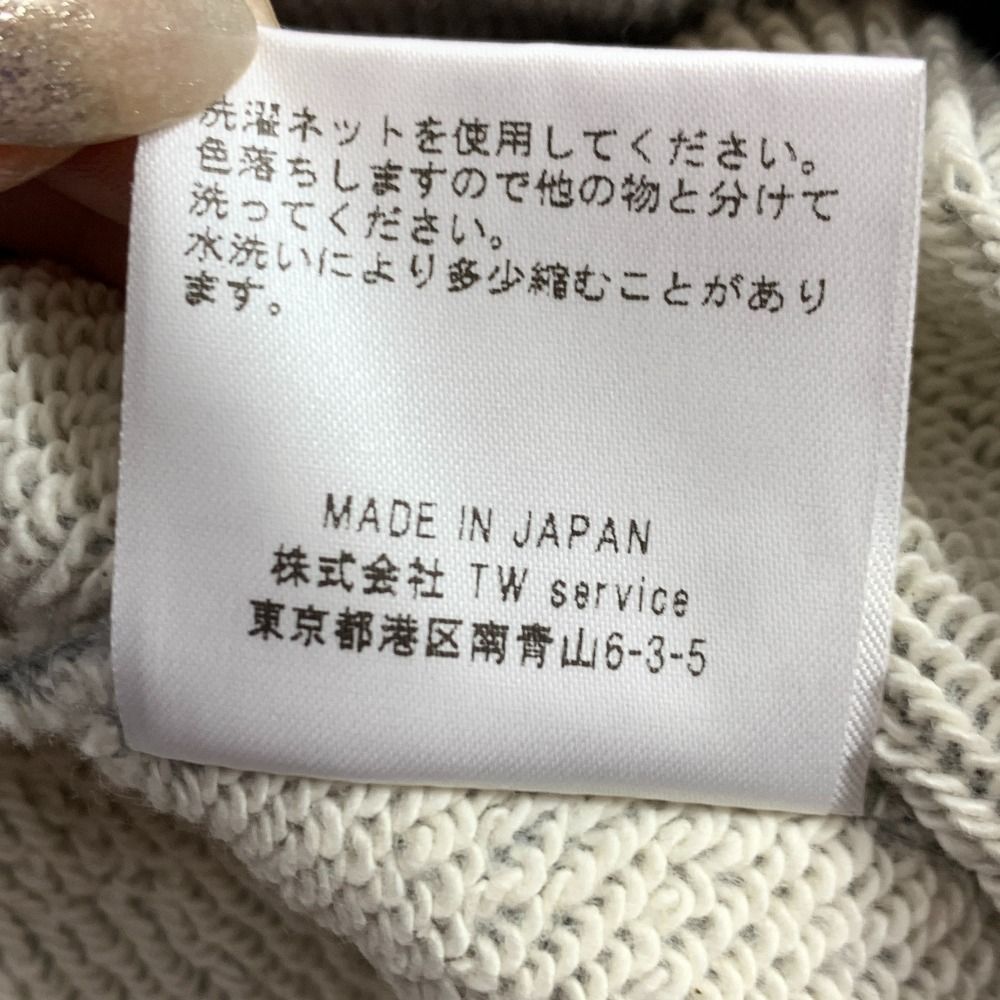 洗濯ネットを使用してください。
色落ちしますので他の物と分けて
洗ってください。
水洗いにより多少縮むことがあり
ます。
MADE IN JAPAN
株式会社 TW service
東京都港区南青山6-3-5